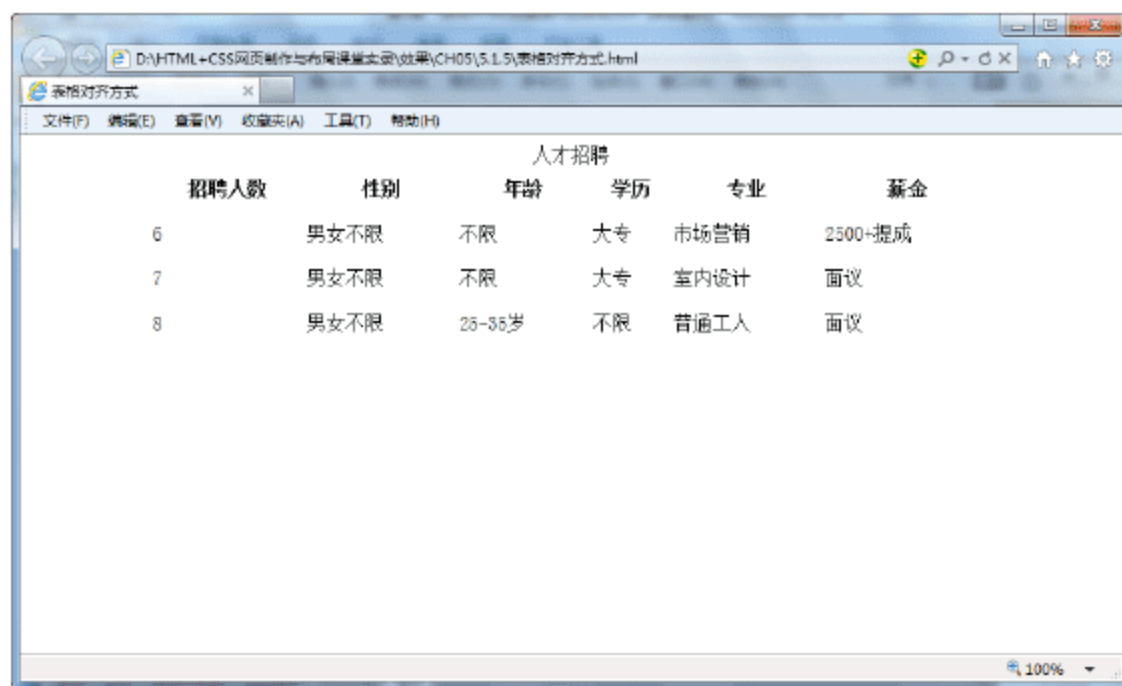 D:\HTML+CSS网页制作与布局课堂实录\效果\CH05\5.1.5\表格对齐方式.html
表格对齐方式
文件(F) 编辑(E) 查看(V) 收藏夹(A) 工具(T) 帮助(H)
人才招聘
招聘人数 性别 年龄 学历 专业 薪金
6 男女不限 不限 大专 市场营销 2500+提成
7 男女不限 不限 大专 室内设计 面议
8 男女不限 25-35岁 不限 普通工人 面议
100%